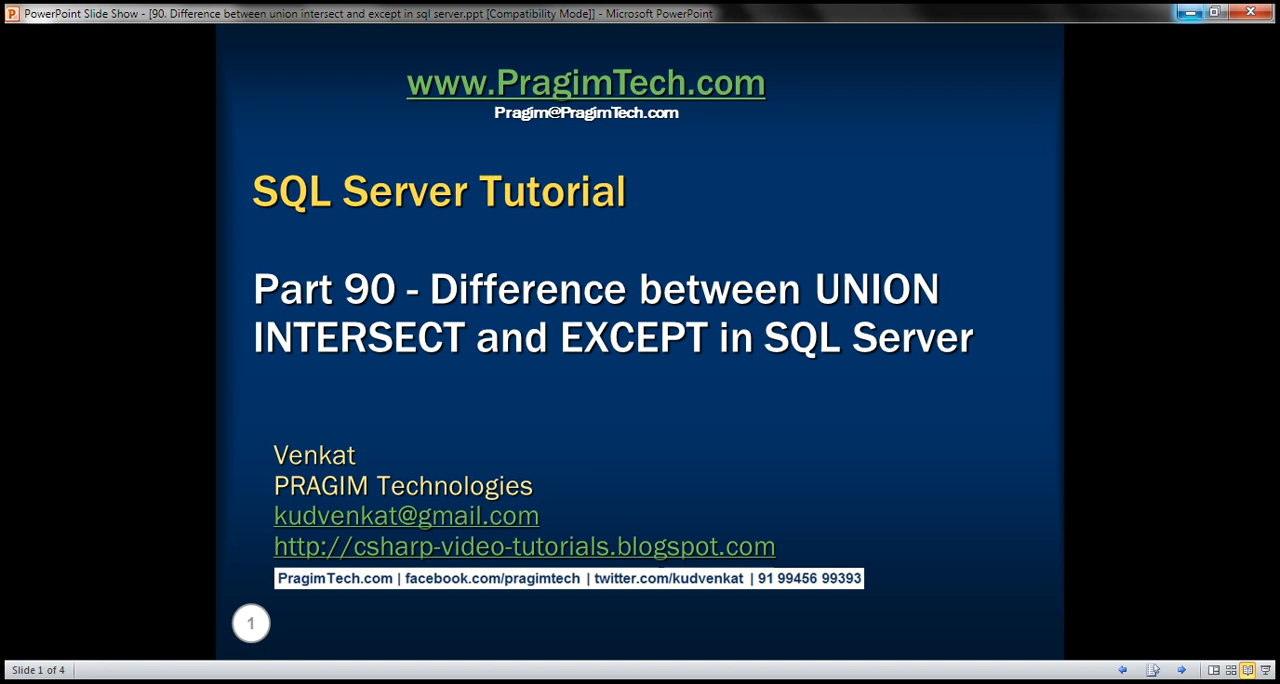 PowerPoint Slide Show - [90. Difference between union intersect and except in sql server.ppt [Compatibility Mode]] - Microsoft PowerPoint
www.PragimTech.com
Pragim@PragimTech.com
SQL Server Tutorial
Part 90 - Difference between UNION
INTERSECT and EXCEPT in SQL Server
Venkat
PRAGIM Technologies
kudvenkat@gmail.com
http://csharp-video-tutorials.blogspot.com
PragimTech.com | facebook.com/pragimtech | twitter.com/kudvenkat | 91 99456 99393
1
Slide 1 of 4